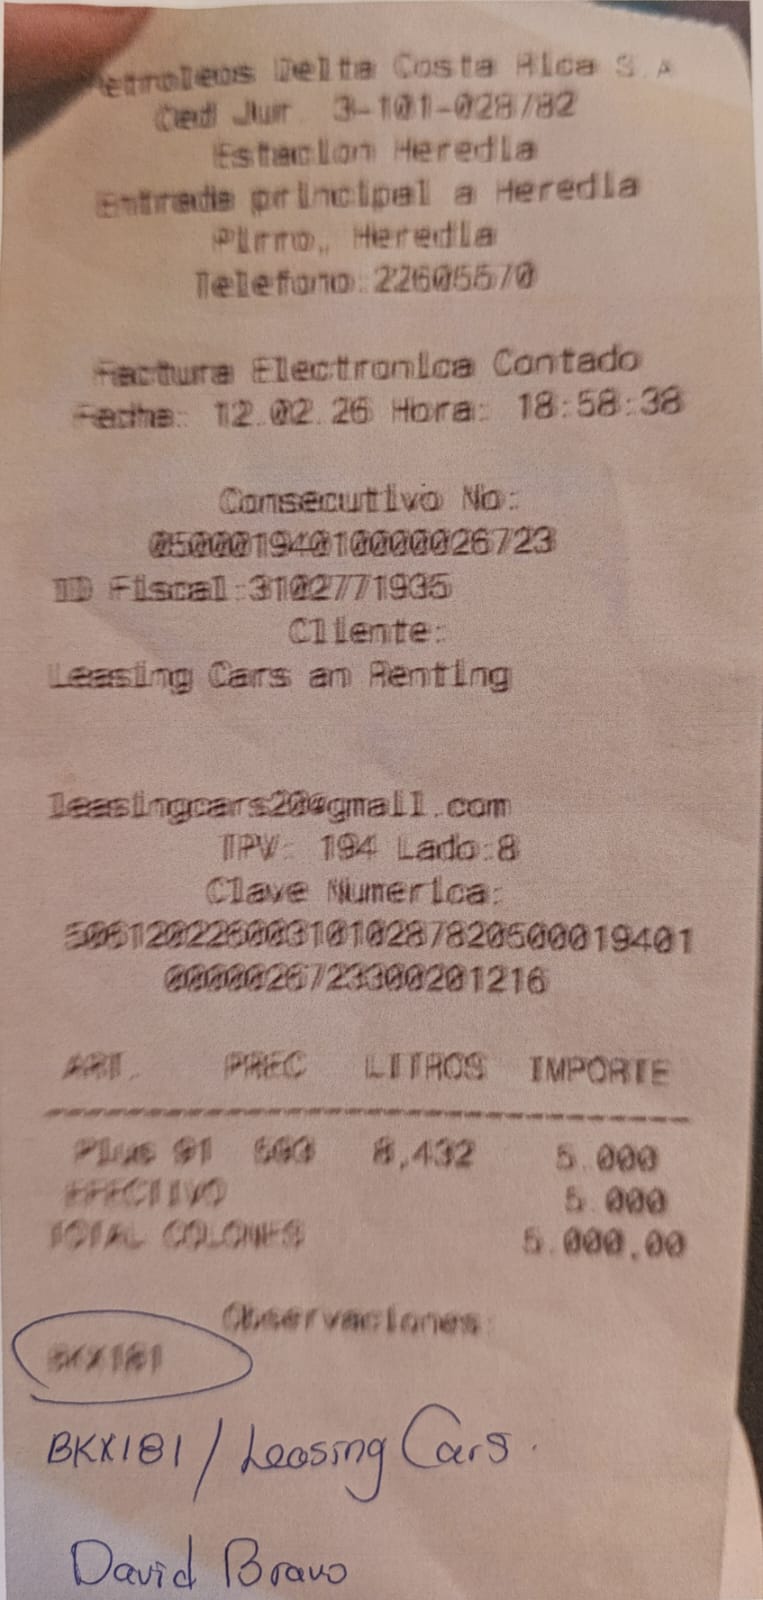 Petroleos Delta Costa Rica S.A
Ced Jur. 3-101-028782
Estacion Heredia
Entrada principal a Heredia
Pirro, Heredia
Telefono:22605570
Factura Electronica Contado
Fecha: 12.02.26 Hora: 18:58:38
Consecutivo No:
05000194010000026723
ID Fiscal:3102771935
Cliente:
Leasing Cars an Renting
leasingcars20@gmail.com
TPV: 194 Lado:8
Clave Numerica:
5061202260031010287820500019401
0000026723300201216
ART. PREC LITROS IMPORTE
Plus 91 593 8,432 5.000
EFECTIVO 5.000
TOTAL COLONES 5.000,00
Observaciones:
BKX181
BKX181 / Leasing Cars.
David Bravo